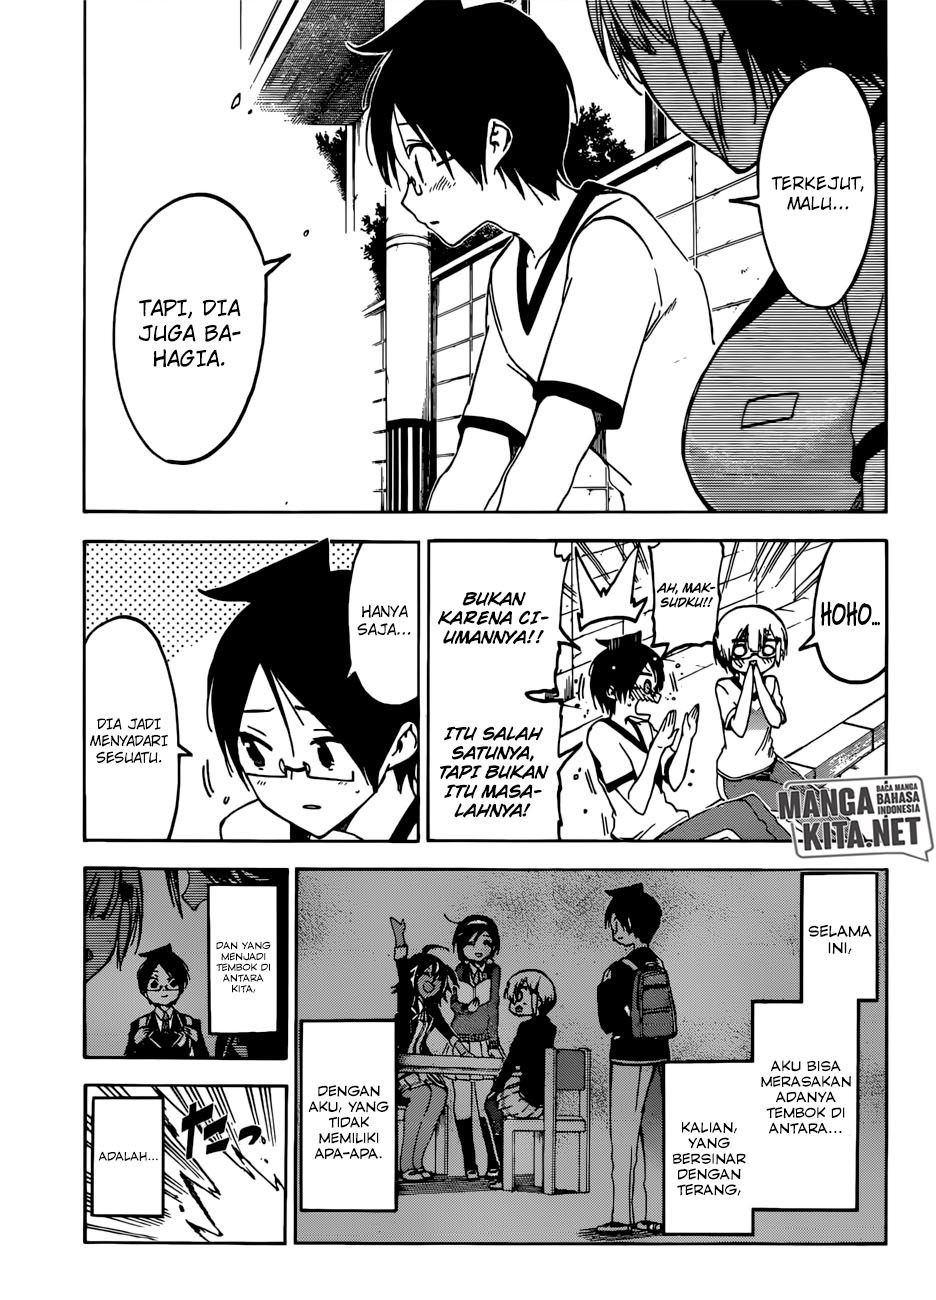 TERKEJUT,
MALU...
TAPI, DIA
JUGA BA-
HAGIA.
HOHO...
AH, MAK-
SUDKU!!
BUKAN
KARENA CI-
UMANNYA!!
ITU SALAH
SATUNYA,
TAPI BUKAN
ITU MASA-
LAHNYA!
HANYA
SAJA...
DIA JADI
MENYADARI
SESUATU.
MANGA
KITA.NET
BACA MANGA
BAHASA
INDONESIA
SELAMA
INI,
AKU BISA
MERASAKAN
ADANYA
TEMBOK DI
ANTARA...
KALIAN,
YANG
BERSINAR
DENGAN
TERANG,
DENGAN
AKU, YANG
TIDAK
MEMILIKI
APA-APA.
DAN YANG
MENJADI
TEMBOK DI
ANTARA
KITA,
ADALAH...
だっ